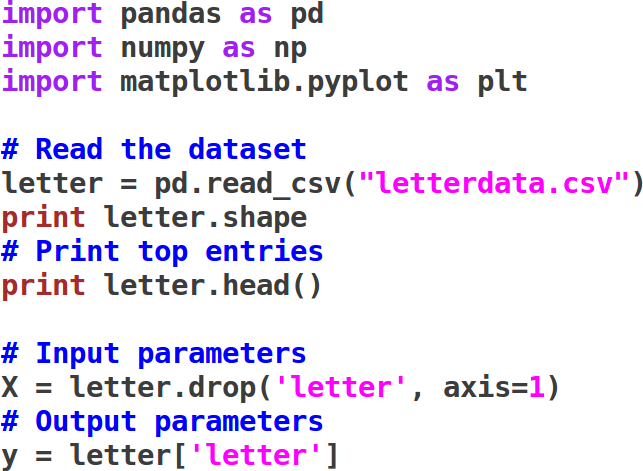 import pandas as pd
import numpy as np
import matplotlib.pyplot as plt
# Read the dataset
letter = pd.read_csv("letterdata.csv")
print letter.shape
# Print top entries
print letter.head()
# Input parameters
X = letter.drop('letter', axis=1)
# Output parameters
y = letter['letter']